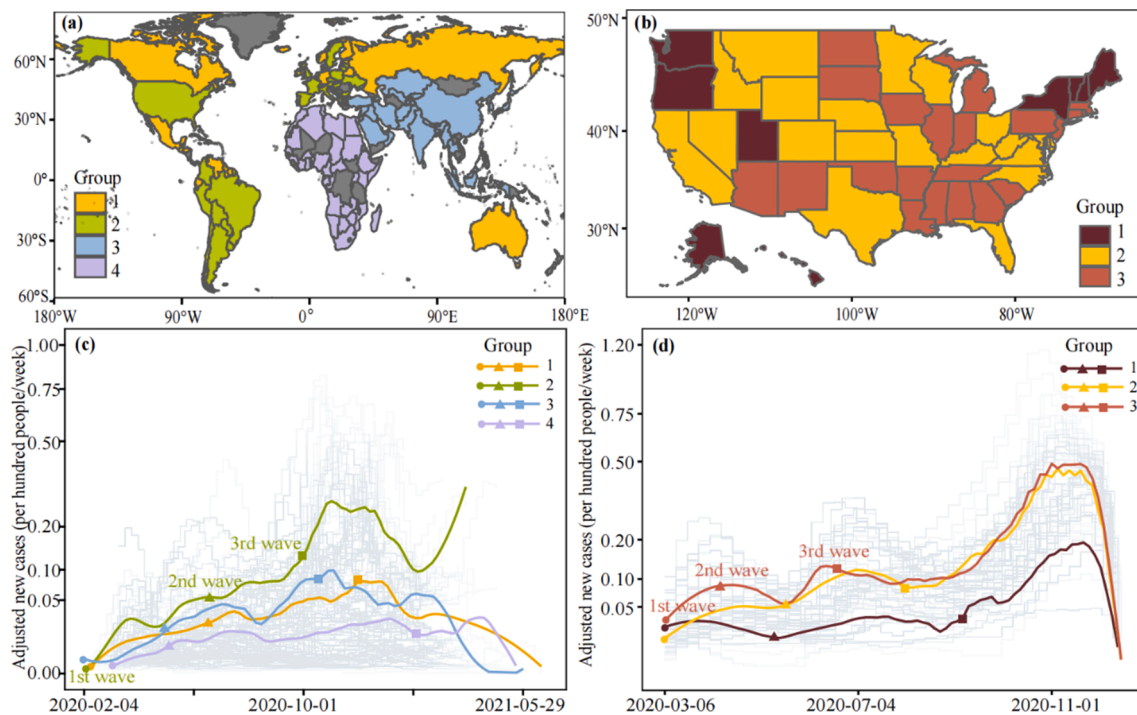 (a)
60°N
30°N
0°
30°S
60°S
Group
1
2
3
4
180°W
90°W
0°
90°E
180°E
(b)
50°N
40°N
30°N
Group
1
2
3
120°W
100°W
80°W
(c)
Adjusted new cases (per hundred people/week)
1.00
0.75
0.50
0.20
0.10
0.05
0.00
Group
1
2
3
4
3rd wave
2nd wave
1st wave
2020-02-04
2020-10-01
2021-05-29
(d)
Adjusted new cases (per hundred people/week)
1.20
0.75
0.50
0.20
0.10
0.05
0.00
Group
1
2
3
3rd wave
2nd wave
1st wave
2020-03-06
2020-07-04
2020-11-01